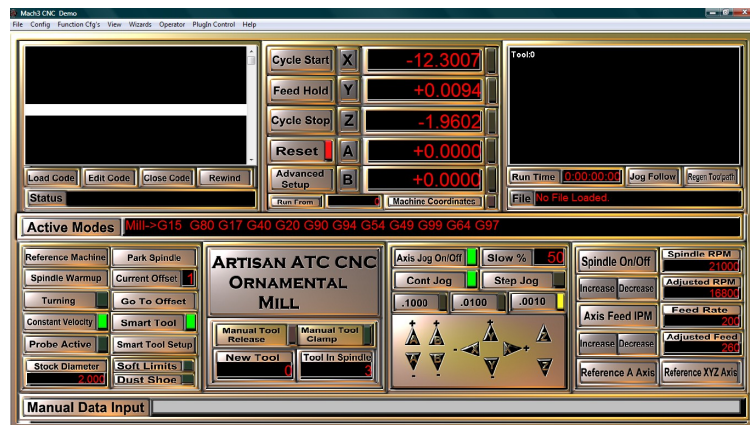 Mach3 CNC Demo
File Config Function Cfg's View Wizards Operator PlugIn Control Help
Cycle Start X -12.3007
Feed Hold Y +0.0094
Cycle Stop Z -1.9602
Reset A +0.0000
Advanced Setup B +0.0000
Run From 0 Machine Coordinates
Tool:0
Load Code Edit Code Close Code Rewind
Status
Run Time 0:00:00:00 Jog Follow Regen Toolpath
File No File Loaded.
Active Modes Mill->G15 G80 G17 G40 G20 G90 G94 G54 G49 G99 G64 G97
Reference Machine Park Spindle
Spindle Warmup Current Offset 1
Turning Go To Offset
Constant Velocity Smart Tool
Probe Active Smart Tool Setup
Stock Diameter Soft Limits
2.000 Dust Shoe
ARTISAN ATC CNC
ORNAMENTAL
MILL
Manual Tool Release Manual Tool Clamp
New Tool Tool In Spindle
0 3
Axis Jog On/Off Slow % 50
Cont Jog Step Jog
.1000 .0100 .0010
+ + + A
X Y - + Z
- - -
Spindle On/Off Spindle RPM
21000
Increase Decrease Adjusted RPM
16800
Axis Feed IPM Feed Rate
200
Increase Decrease Adjusted Feed
260
Reference A Axis Reference XYZ Axis
Manual Data Input